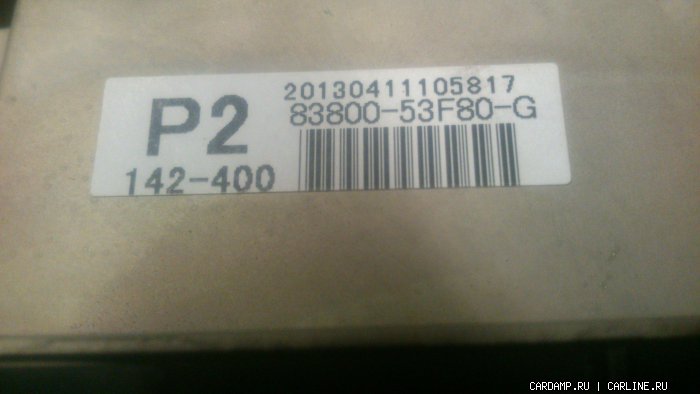 20130411105817
P2 83800-53F80-G
142-400
CARDAMP.RU | CARLINE.RU